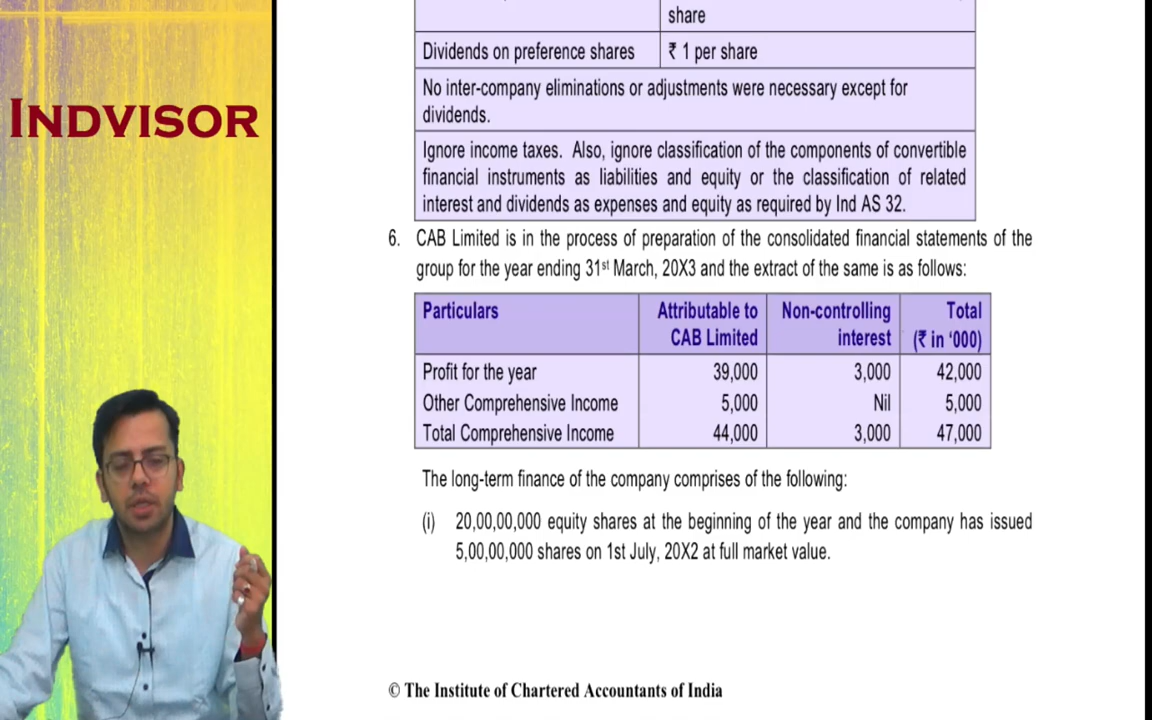 INDVISOR
share
Dividends on preference shares ₹ 1 per share
No inter-company eliminations or adjustments were necessary except for
dividends.
Ignore income taxes. Also, ignore classification of the components of convertible
financial instruments as liabilities and equity or the classification of related
interest and dividends as expenses and equity as required by Ind AS 32.
6. CAB Limited is in the process of preparation of the consolidated financial statements of the
group for the year ending 31st March, 20X3 and the extract of the same is as follows:
Particulars Attributable to CAB Limited Non-controlling interest Total (₹ in ‘000)
Profit for the year 39,000 3,000 42,000
Other Comprehensive Income 5,000 Nil 5,000
Total Comprehensive Income 44,000 3,000 47,000
The long-term finance of the company comprises of the following:
(i) 20,00,00,000 equity shares at the beginning of the year and the company has issued
5,00,00,000 shares on 1st July, 20X2 at full market value.
© The Institute of Chartered Accountants of India